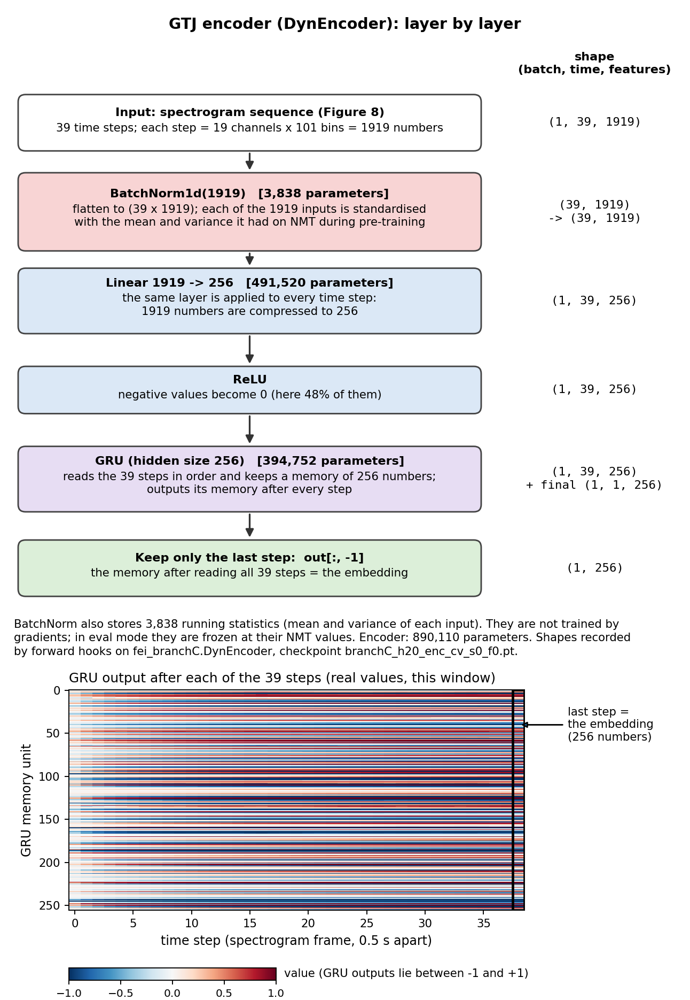 GTJ encoder (DynEncoder): layer by layer
shape
(batch, time, features)
Input: spectrogram sequence (Figure 8)
39 time steps; each step = 19 channels x 101 bins = 1919 numbers
(1, 39, 1919)
BatchNorm1d(1919) [3,838 parameters]
flatten to (39 x 1919); each of the 1919 inputs is standardised
with the mean and variance it had on NMT during pre-training
(39, 1919)
-> (39, 1919)
Linear 1919 -> 256 [491,520 parameters]
the same layer is applied to every time step:
1919 numbers are compressed to 256
(1, 39, 256)
ReLU
negative values become 0 (here 48% of them)
(1, 39, 256)
GRU (hidden size 256) [394,752 parameters]
reads the 39 steps in order and keeps a memory of 256 numbers;
outputs its memory after every step
(1, 39, 256)
+ final (1, 1, 256)
Keep only the last step: out[:, -1]
the memory after reading all 39 steps = the embedding
(1, 256)
BatchNorm also stores 3,838 running statistics (mean and variance of each input). They are not trained by
gradients; in eval mode they are frozen at their NMT values. Encoder: 890,110 parameters. Shapes recorded
by forward hooks on fei_branchC.DynEncoder, checkpoint branchC_h20_enc_cv_s0_f0.pt.
GRU output after each of the 39 steps (real values, this window)
0
50
100
150
200
250
GRU memory unit
last step =
the embedding
(256 numbers)
0 5 10 15 20 25 30 35
time step (spectrogram frame, 0.5 s apart)
value (GRU outputs lie between -1 and +1)
−1.0 −0.5 0.0 0.5 1.0